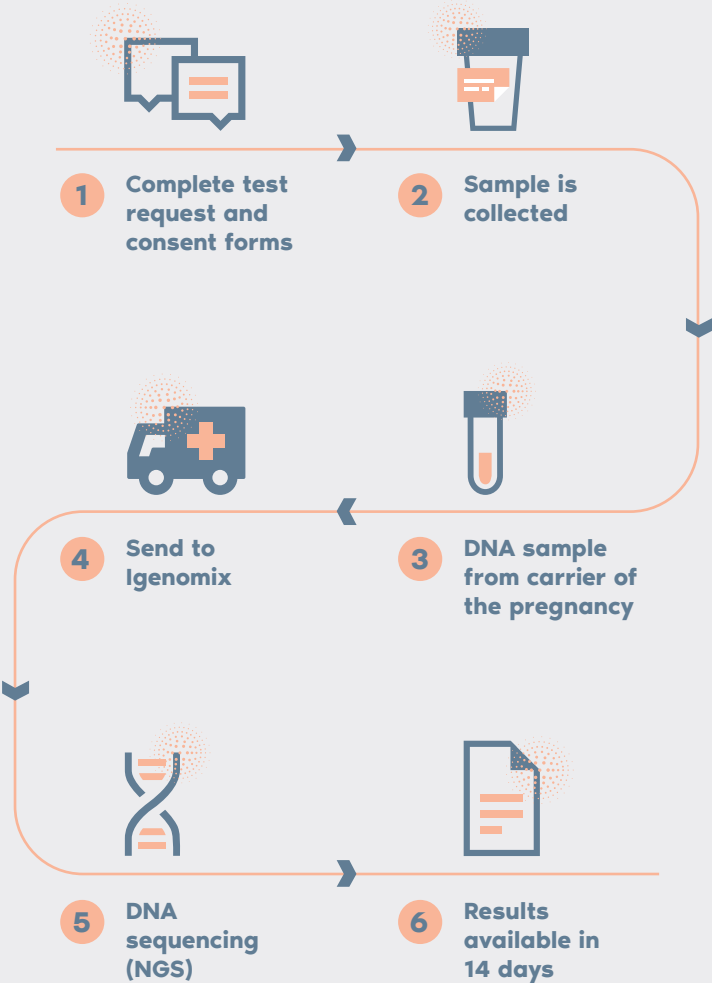 1
Complete test
request and
consent forms
2
Sample is
collected
3
DNA sample
from carrier of
the pregnancy
4
Send to
Igenomix
5
DNA
sequencing
(NGS)
6
Results
available in
14 days